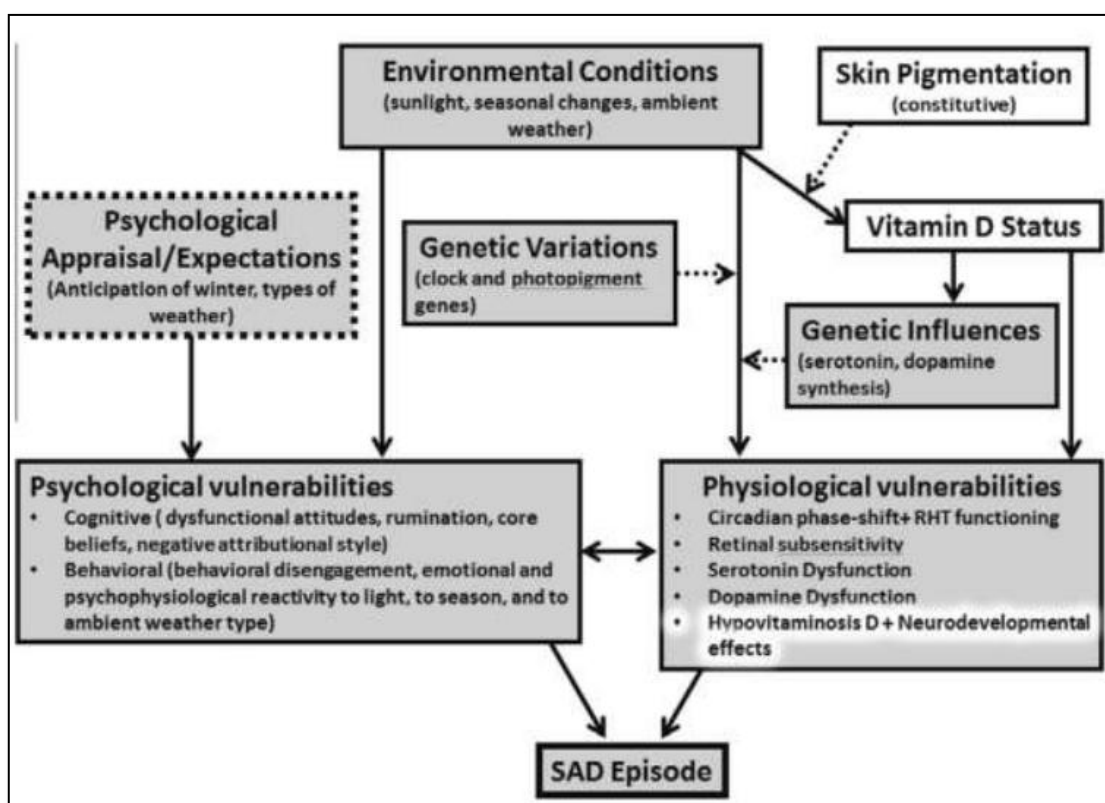 Environmental Conditions
(sunlight, seasonal changes, ambient
weather)
Skin Pigmentation
(constitutive)
Psychological
Appraisal/Expectations
(Anticipation of winter, types of
weather)
Genetic Variations
(clock and photopigment
genes)
Vitamin D Status
Genetic Influences
(serotonin, dopamine
synthesis)
Psychological vulnerabilities
• Cognitive ( dysfunctional attitudes, rumination, core
beliefs, negative attributional style)
• Behavioral (behavioral disengagement, emotional and
psychophysiological reactivity to light, to season, and to
ambient weather type)
Physiological vulnerabilities
• Circadian phase-shift+ RHT functioning
• Retinal subsensitivity
• Serotonin Dysfunction
• Dopamine Dysfunction
• Hypovitaminosis D + Neurodevelopmental
effects
SAD Episode